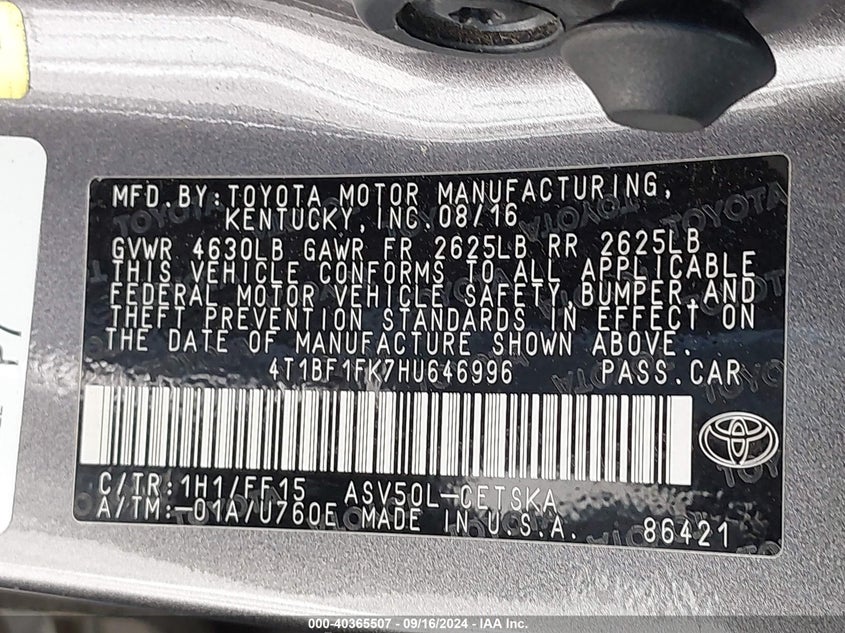 MFD.BY:TOYOTA MOTOR MANUFACTURING,
KENTUCKY,INC.08/16
GVWR 4630LB GAWR FR 2625LB RR 2625LB
THIS VEHICLE CONFORMS TO ALL APPLICABLE
FEDERAL MOTOR VEHICLE SAFETY,BUMPER,AND
THEFT PREVENTION STANDARDS IN EFFECT ON
THE DATE OF MANUFACTURE SHOWN ABOVE.
4T1BF1FK7HU646996 PASS.CAR
C/TR:1H1/FF15 ASV50L-CETSKA
A/TM:-01A/U760E MADE IN U.S.A. 86421
000-40365507 - 09/16/2024 - IAA Inc.